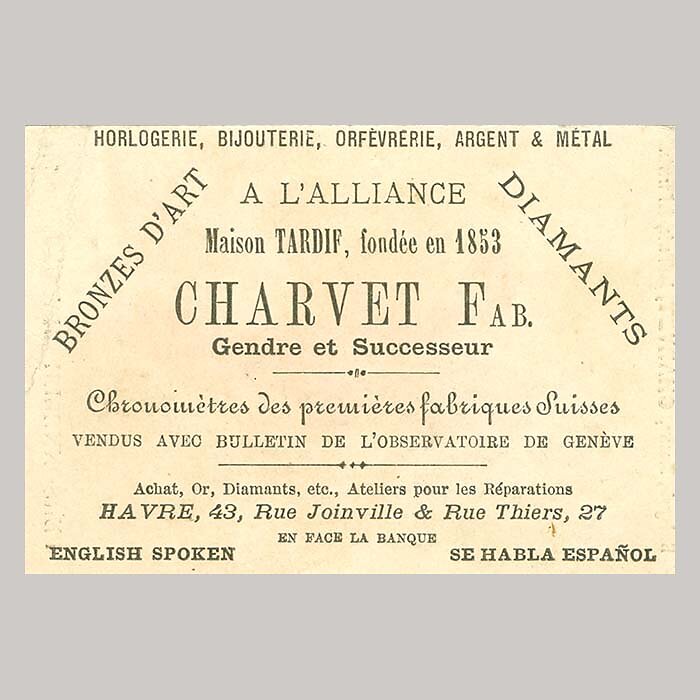 HORLOGERIE, BIJOUTERIE, ORFÈVRERIE, ARGENT & MÉTAL
BRONZES D'ART
A L'ALLIANCE
DIAMANTS
Maison TARDIF, fondée en 1853
CHARVET FAB.
Gendre et Successeur
Chronomètres des premières fabriques Suisses
VENDUS AVEC BULLETIN DE L'OBSERVATOIRE DE GENÈVE
Achat, Or, Diamants, etc., Ateliers pour les Réparations
HAVRE, 43, Rue Joinville & Rue Thiers, 27
EN FACE LA BANQUE
ENGLISH SPOKEN
SE HABLA ESPAÑOL